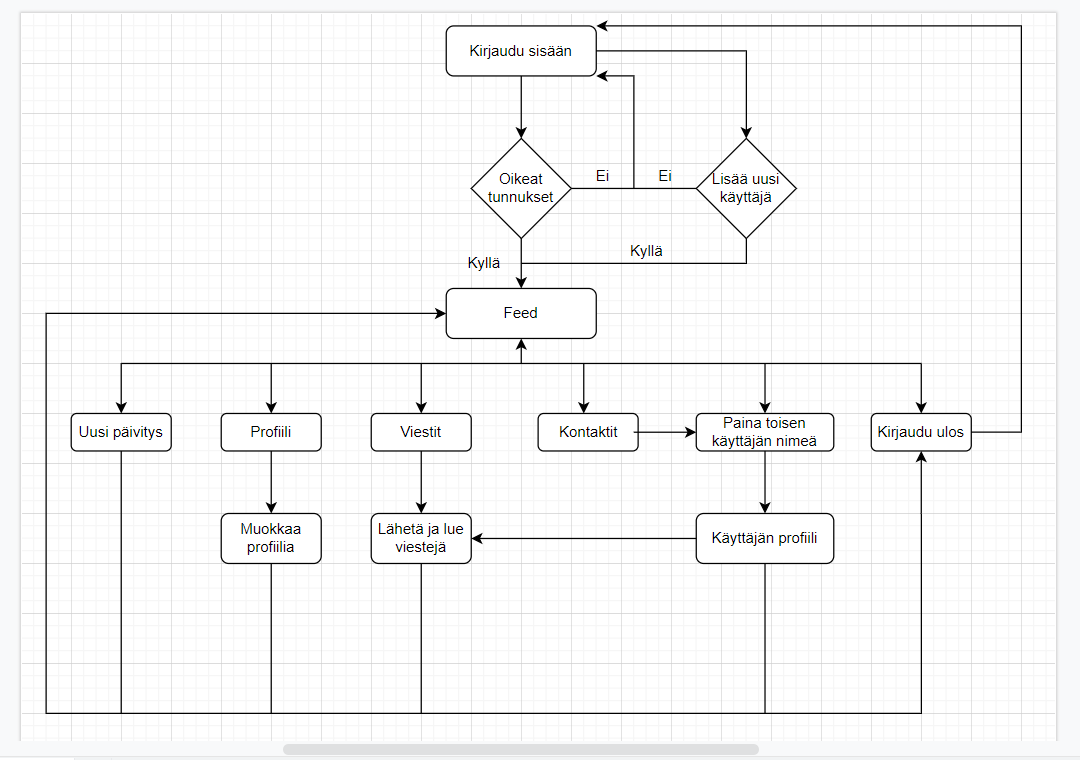 Kirjaudu sisään
Oikeat
tunnukset
Ei
Ei
Lisää uusi
käyttäjä
Kyllä
Kyllä
Feed
Uusi päivitys
Profiili
Viestit
Kontaktit
Paina toisen
käyttäjän nimeä
Kirjaudu ulos
Muokkaa
profiilia
Lähetä ja lue
viestejä
Käyttäjän profiili